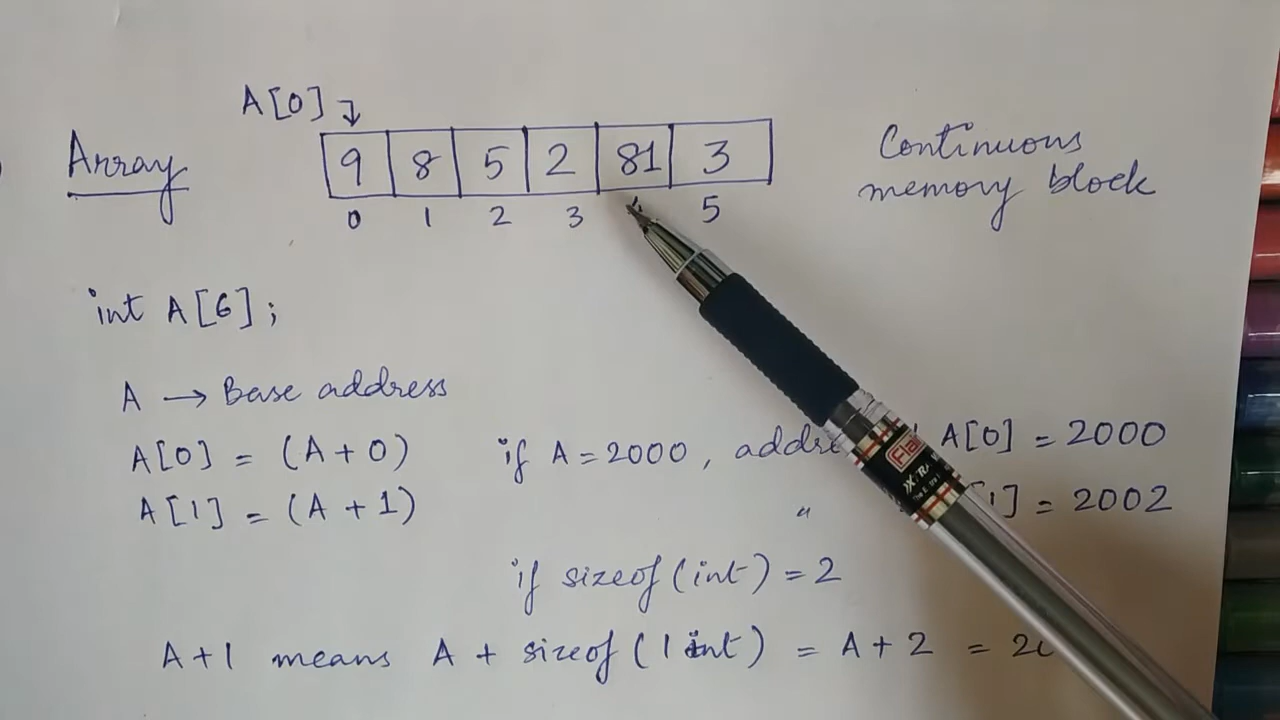 A[0] ↴
Array
9 8 5 2 81 3
0 1 2 3 5
Continuous
memory block
int A[6];
A → Base address
A[0] = (A+0) if A = 2000, addre A[0] = 2000
A[1] = (A + 1) " 1] = 2002
if sizeof(int) = 2
A+1 means A + sizeof(1 int) = A + 2 = 20
Flai